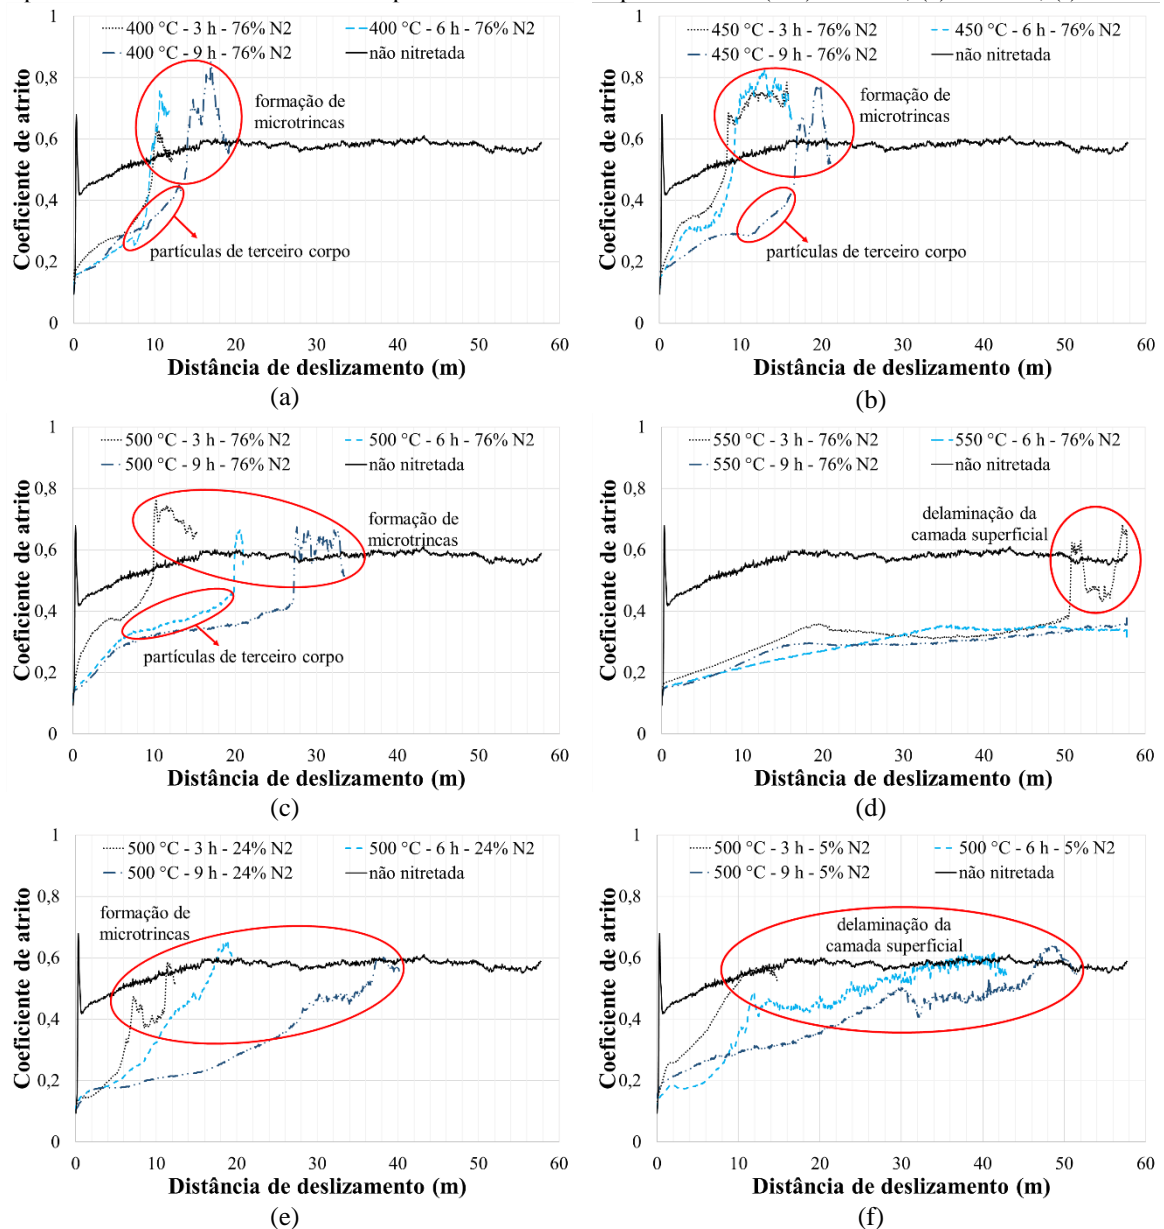 400 °C - 3 h - 76% N2
400 °C - 6 h - 76% N2
400 °C - 9 h - 76% N2
não nitretada
Coeficiente de atrito
1
0,8
0,6
0,4
0,2
0
formação de
microtrincas
partículas de terceiro corpo
0 10 20 30 40 50 60
Distância de deslizamento (m)
(a)
450 °C - 3 h - 76% N2
450 °C - 6 h - 76% N2
450 °C - 9 h - 76% N2
não nitretada
Coeficiente de atrito
1
0,8
0,6
0,4
0,2
0
formação de
microtrincas
partículas de terceiro corpo
0 10 20 30 40 50 60
Distância de deslizamento (m)
(b)
500 °C - 3 h - 76% N2
500 °C - 6 h - 76% N2
500 °C - 9 h - 76% N2
não nitretada
Coeficiente de atrito
1
0,8
0,6
0,4
0,2
0
formação de
microtrincas
partículas de terceiro corpo
0 10 20 30 40 50 60
Distância de deslizamento (m)
(c)
550 °C - 3 h - 76% N2
550 °C - 6 h - 76% N2
550 °C - 9 h - 76% N2
não nitretada
Coeficiente de atrito
1
0,8
0,6
0,4
0,2
0
delaminação da
camada superficial
0 10 20 30 40 50 60
Distância de deslizamento (m)
(d)
500 °C - 3 h - 24% N2
500 °C - 6 h - 24% N2
500 °C - 9 h - 24% N2
não nitretada
Coeficiente de atrito
1
0,8
0,6
0,4
0,2
0
formação de
microtrincas
0 10 20 30 40 50 60
Distância de deslizamento (m)
(e)
500 °C - 3 h - 5% N2
500 °C - 6 h - 5% N2
500 °C - 9 h - 5% N2
não nitretada
Coeficiente de atrito
1
0,8
0,6
0,4
0,2
0
delaminação da
camada superficial
0 10 20 30 40 50 60
Distância de deslizamento (m)
(f)